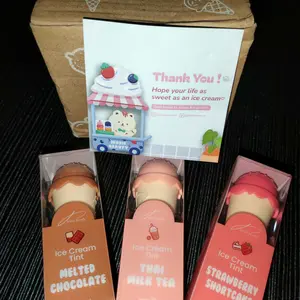 Thank You !
Hope your life as
sweet as an ice cream
Ice Cream
Tint
MELTED
CHOCOLATE
Ice Cream
Tint
THAI
MILK TEA
Ice Cream
Tint
STRAWBERRY
SHORTCAKE